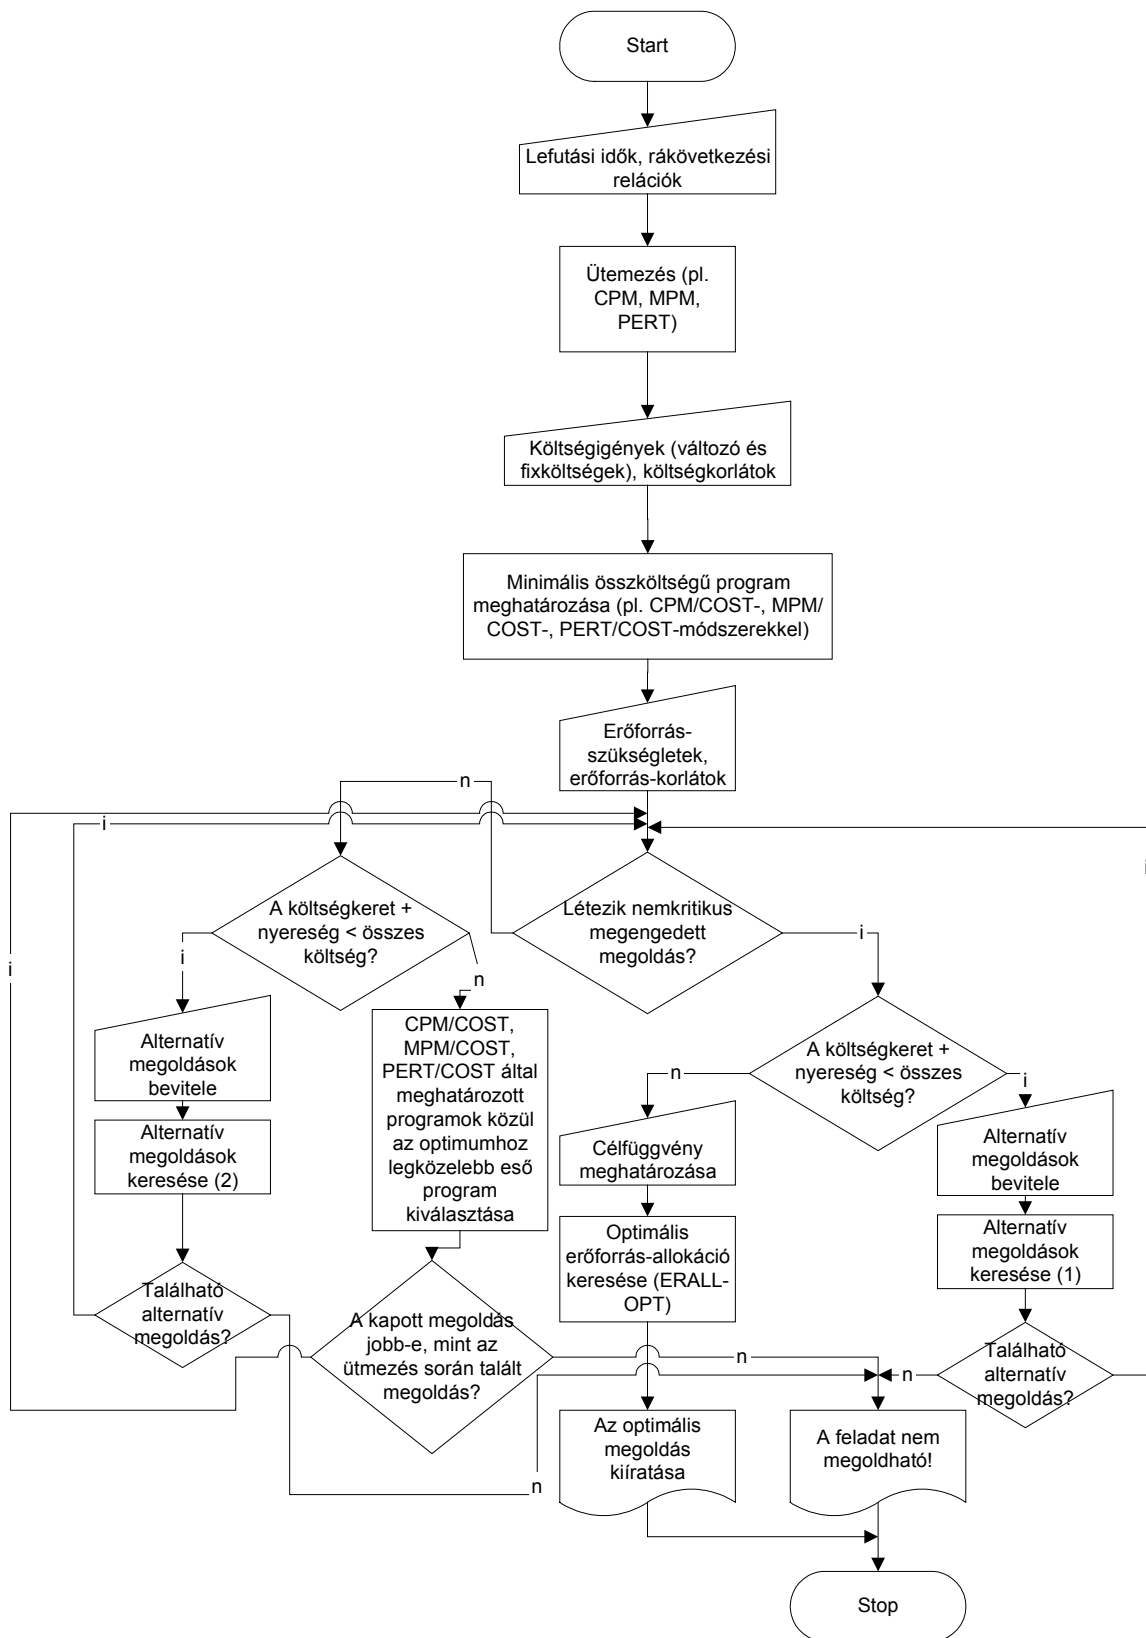 Start
Lefutási idők, rákövetkezési
relációk
Ütemezés (pl.
CPM, MPM,
PERT)
Költségigények (változó és
fixköltségek), költségkorlátok
Minimális összköltségű program
meghatározása (pl. CPM/COST-, MPM/
COST-, PERT/COST-módszerekkel)
Erőforrás-
szükségletek,
erőforrás-korlátok
n
i
i
A költségkeret +
nyereség < összes
költség?
Létezik nemkritikus
megengedett
megoldás?
i
i
n
i
Alternatív
megoldások
bevitele
CPM/COST,
MPM/COST,
PERT/COST által
meghatározott
programok közül
az optimumhoz
legközelebb eső
program
kiválasztása
A költségkeret +
nyereség < összes
költség?
n
i
Alternatív
megoldások
keresése (2)
Célfüggvény
meghatározása
Alternatív
megoldások
bevitele
Optimális
erőforrás-allokáció
keresése (ERALL-
OPT)
Alternatív
megoldások
keresése (1)
Található
alternatív
megoldás?
A kapott megoldás
jobb-e, mint az
ütmezés során talált
megoldás?
n
n
Található
alternatív
megoldás?
i
n
Az optimális
megoldás
kiíratása
A feladat nem
megoldható!
Stop